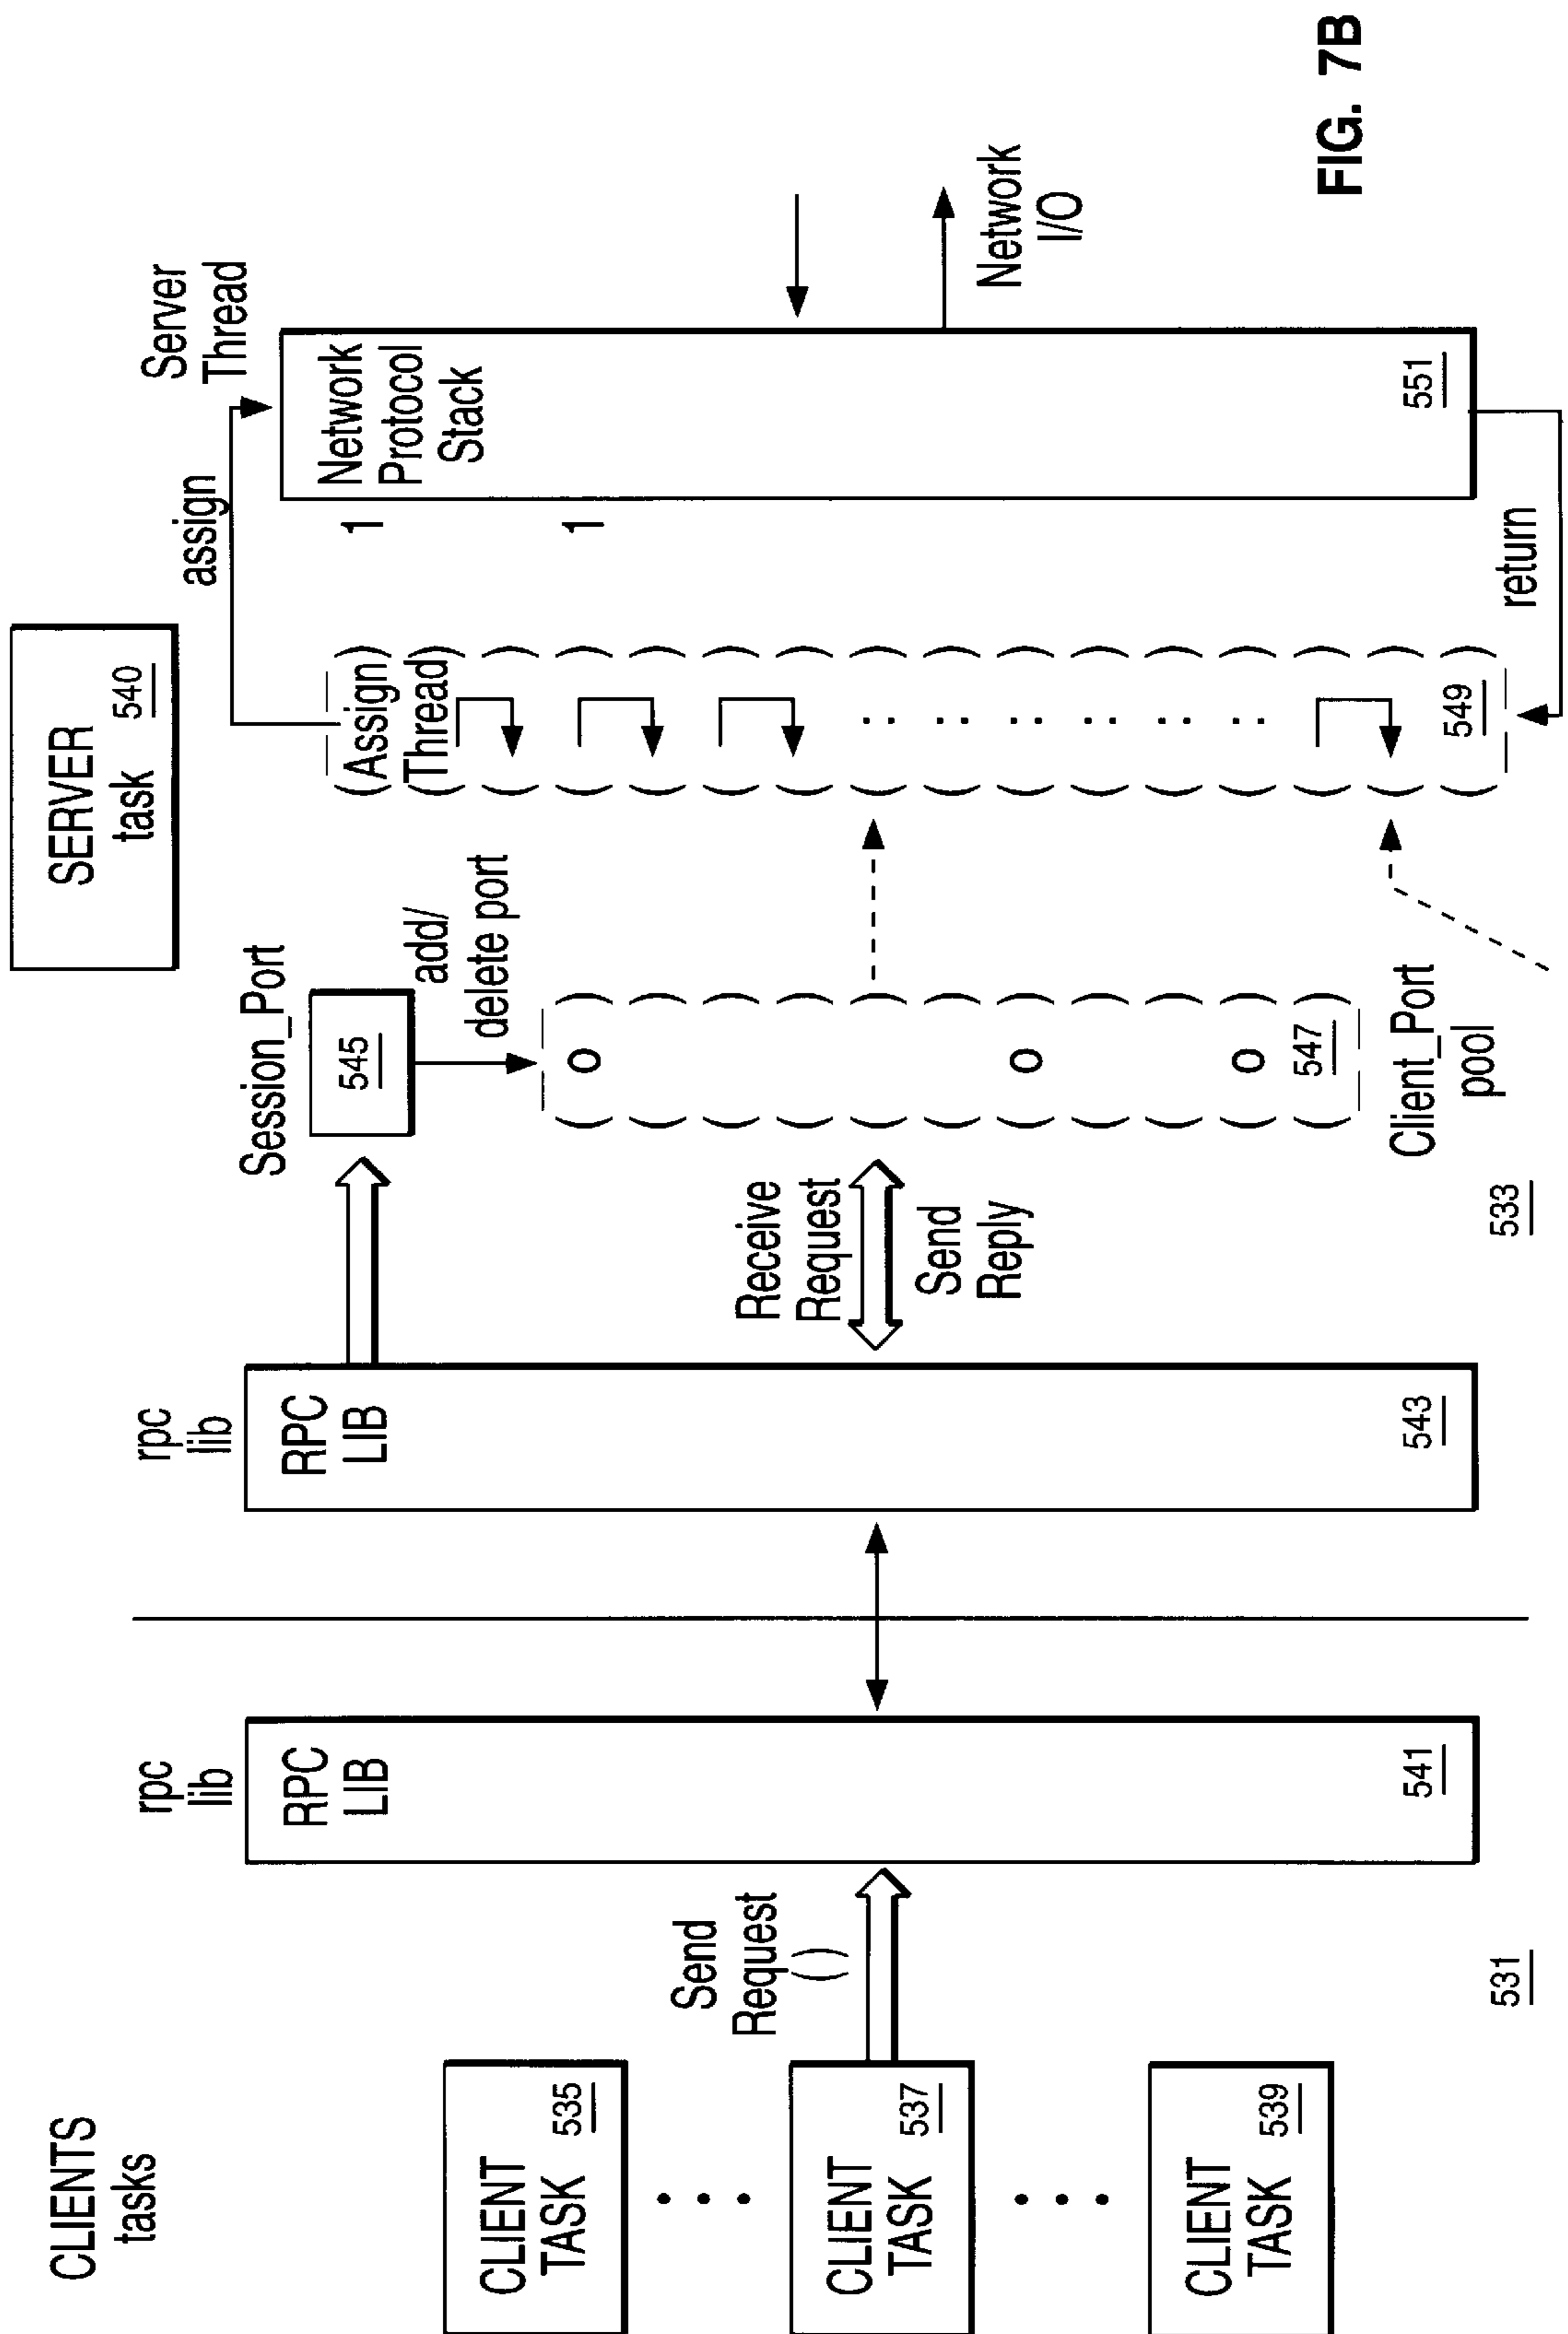 CLIENTS
tasks
CLIENT
TASK
535
CLIENT
TASK
537
CLIENT
TASK
539
Send
Request
()
531
rpc
lib
RPC
LIB
541
rpc
lib
RPC
LIB
543
SERVER
task
540
Session_Port
545
add/
delete port
Receive
Request
Send
Reply
O
O
O
547
Client_Port
pool
533
Assign
Thread
549
assign
Server
Thread
1
1
Network
Protocol
Stack
551
return
Network
I/O
FIG. 7B